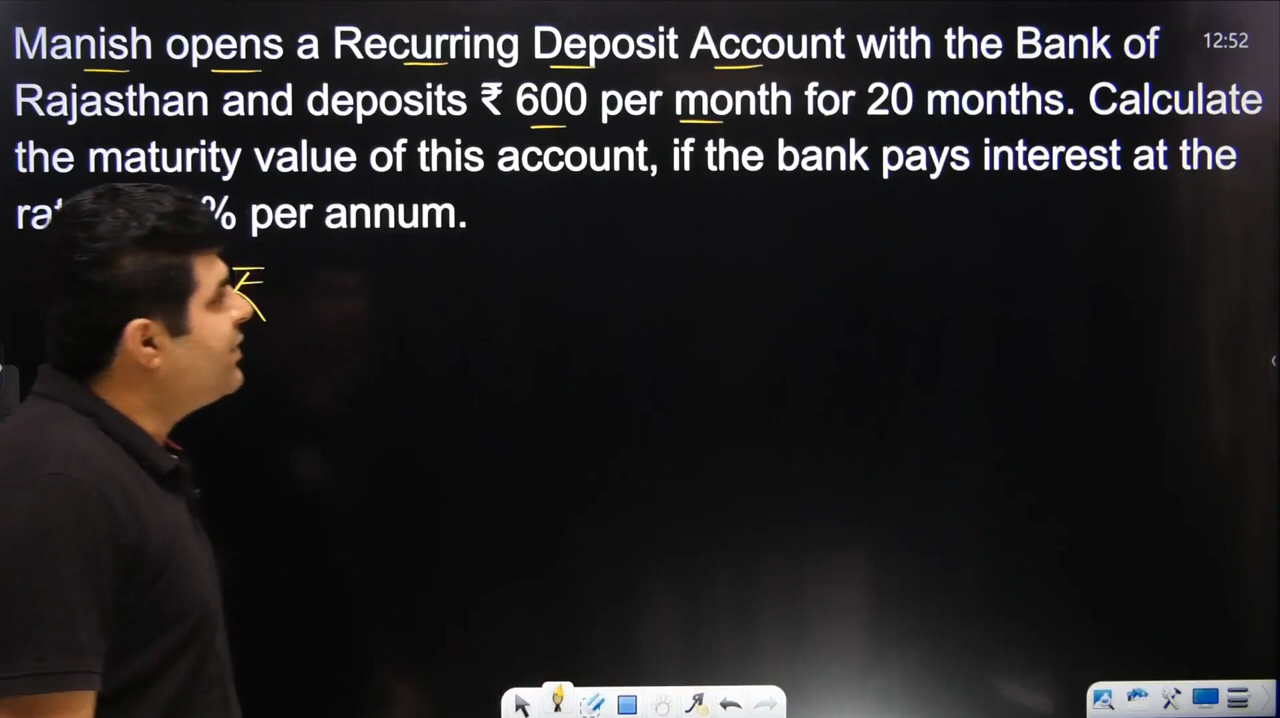 Manish opens a Recurring Deposit Account with the Bank of
12:52
Rajasthan and deposits ₹ 600 per month for 20 months. Calculate
the maturity value of this account, if the bank pays interest at the
% per annum.
₹